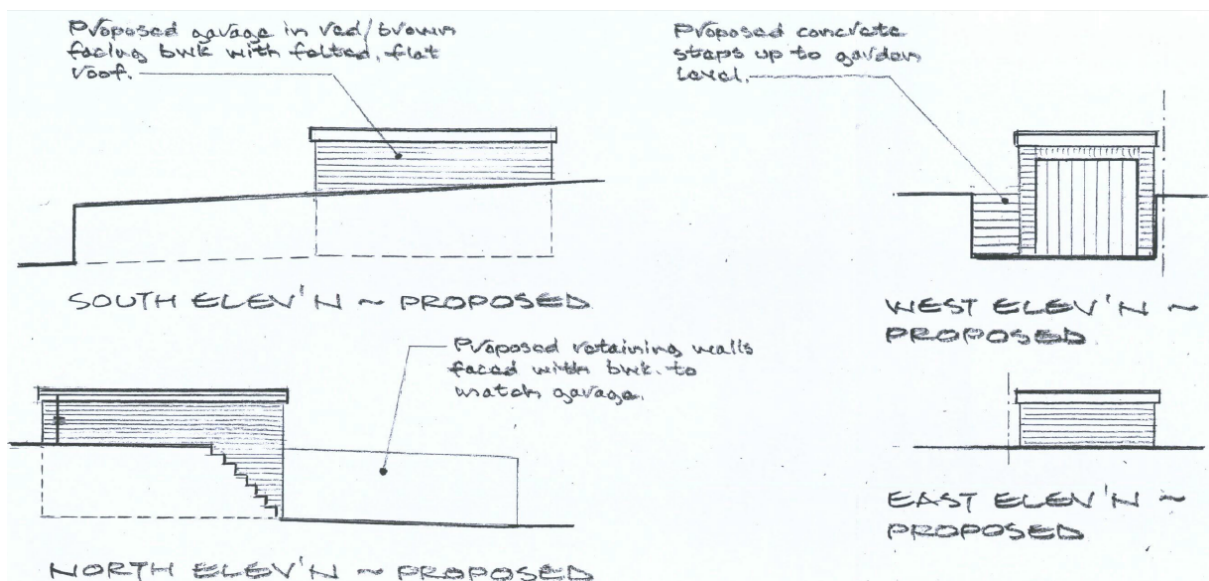 Proposed garage in red/brown
facing bwk with felted, flat
roof.
Proposed concrete
steps up to garden
level.
SOUTH ELEV'N ~ PROPOSED
WEST ELEV'N ~
PROPOSED
Proposed retaining walls
faced with bwk. to
match garage.
EAST ELEV'N ~
PROPOSED
NORTH ELEV'N ~ PROPOSED